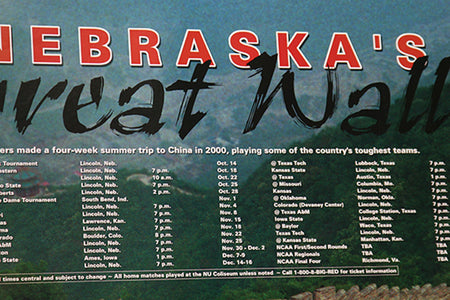 NEBRASKA'S
reat Wall
ers made a four-week summer trip to China in 2000, playing some of the country's toughest teams.
t Tournament Lincoln, Neb. Oct. 14 @ Texas Tech Lubbock, Texas 7 p.m.
estern Lincoln, Neb. 7 p.m. Oct. 18 Kansas State Lincoln, Neb. 7 p.m.
Lincoln, Neb. 10 a.m. Oct. 22 @ Texas Austin, Texas
o State Lincoln, Neb. 7 p.m. Oct. 25 @ Missouri Columbia, Mo. 7 p.m.
oberts Lincoln, Neb. 2 p.m. Oct. 28 Kansas Lincoln, Neb. 7 p.m.
e Dame Tournament South Bend, Ind. Nov. 1 @ Oklahoma Norman, Okla. 7 p.m.
Lincoln, Neb. 7 p.m. Nov. 4 Colorado (Devaney Center) Lincoln, Neb. 7 p.m.
Lawrence, Kan. 7 p.m. Nov. 8 @ Texas A&M College Station, Texas 7 p.m.
Lincoln, Neb. 7 p.m. Nov. 15 Iowa State Lincoln, Neb. 7 p.m.
rado Boulder, Colo. 8 p.m. Nov. 18 @ Baylor Waco, Texas 7 p.m.
A&M Lincoln, Neb. 7 p.m. Nov. 22 Texas Tech Lincoln, Neb. 7 p.m.
Lincoln, Neb. 7 p.m. Nov. 25 @ Kansas State Manhattan, Kan. 7 p.m.
Lincoln, Neb. 7 p.m. Nov. 30 - Dec. 2 NCAA First/Second Rounds TBA TBA
State Ames, Iowa 1 p.m. Dec. 7-9 NCAA Regionals TBA TBA
Lincoln, Neb. 7 p.m. Dec. 14-16 NCAA Final Four Richmond, Va. TBA
times central and subject to change ~ All home matches played at the NU Coliseum unless noted ~ Call 1-800-8-BIG-RED for ticket information